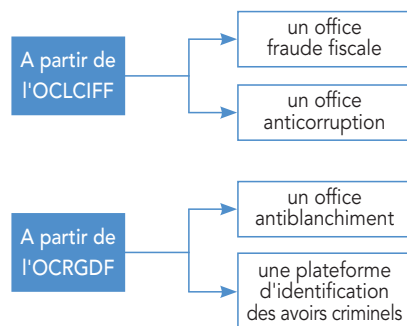 A partir de
l'OCLCIFF
un office
fraude fiscale
un office
anticorruption
A partir de
l'OCRGDF
un office
antiblanchiment
une plateforme
d'identification
des avoirs criminels